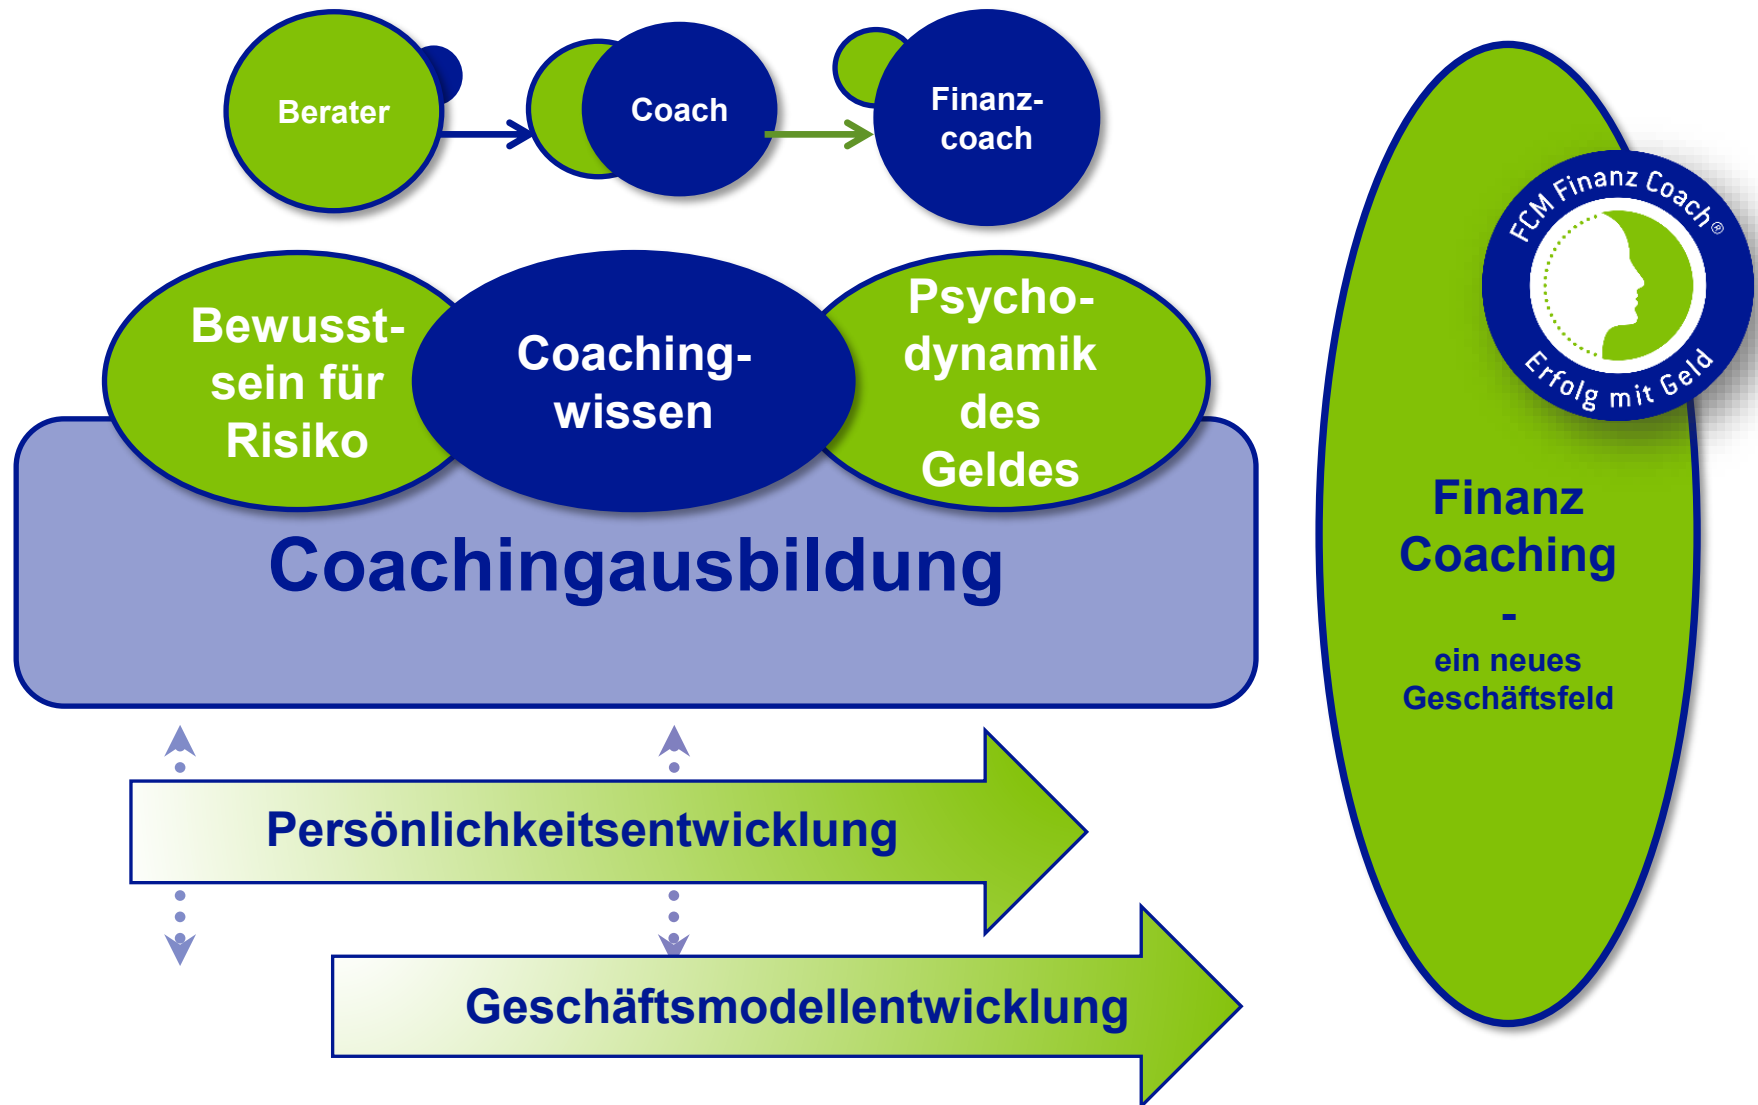 Berater
Coach
Finanz-
coach
Bewusst-
sein für
Risiko
Coaching-
wissen
Psycho-
dynamik
des
Geldes
Coachingausbildung
Persönlichkeitsentwicklung
Geschäftsmodellentwicklung
FCM Finanz Coach®
Erfolg mit Geld
Finanz
Coaching
-
ein neues
Geschäftsfeld